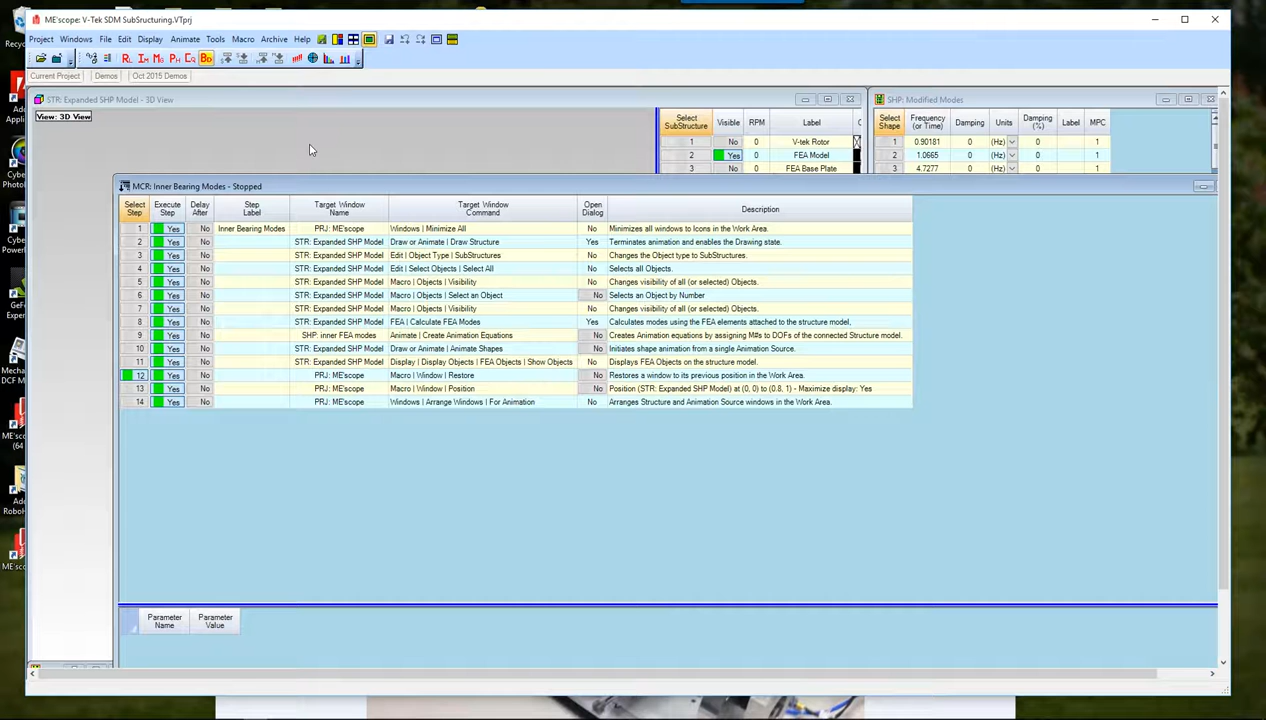 ME'scope: V-Tek SDM SubSructuring.VTprj
Project Windows File Edit Display Animate Tools Macro Archive Help
RL IM MG PH CQ BD
Current Project Demos Oct 2015 Demos
STR: Expanded SHP Model - 3D View
SHP: Modified Modes
View: 3D View
Select SubStructure Visible RPM Label
1 No 0 V-tek Rotor
2 Yes 0 FEA Model
3 No 0 FEA Base Plate
Select Shape Frequency (or Time) Damping Units Damping (%) Label MPC
1 0.90181 0 (Hz) 0 1
2 1.0665 0 (Hz) 0 1
3 4.7277 0 (Hz) 0 1
MCR: Inner Bearing Modes - Stopped
Select Step Execute Step Delay After Step Label Target Window Name Target Window Command Open Dialog Description
1 Yes No Inner Bearing Modes PRJ: ME'scope Windows | Minimize All No Minimizes all windows to Icons in the Work Area.
2 Yes No STR: Expanded SHP Model Draw or Animate | Draw Structure Yes Terminates animation and enables the Drawing state.
3 Yes No STR: Expanded SHP Model Edit | Object Type | SubStructures No Changes the Object type to SubStructures.
4 Yes No STR: Expanded SHP Model Edit | Select Objects | Select All No Selects all Objects.
5 Yes No STR: Expanded SHP Model Macro | Objects | Visibility No Changes visibility of all (or selected) Objects.
6 Yes No STR: Expanded SHP Model Macro | Objects | Select an Object No Selects an Object by Number
7 Yes No STR: Expanded SHP Model Macro | Objects | Visibility No Changes visibility of all (or selected) Objects.
8 Yes No STR: Expanded SHP Model FEA | Calculate FEA Modes Yes Calculates modes using the FEA elements attached to the structure model,
9 Yes No SHP: inner FEA modes Animate | Create Animation Equations No Creates Animation equations by assigning M#s to DOFs of the connected Structure model.
10 Yes No STR: Expanded SHP Model Draw or Animate | Animate Shapes No Initiates shape animation from a single Animation Source.
11 Yes No STR: Expanded SHP Model Display | Display Objects | FEA Objects | Show Objects No Displays FEA Objects on the structure model.
12 Yes No PRJ: ME'scope Macro | Window | Restore No Restores a window to its previous position in the Work Area.
13 Yes No PRJ: ME'scope Macro | Window | Position No Position (STR: Expanded SHP Model) at (0, 0) to (0.8, 1) - Maximize display: Yes
14 Yes No PRJ: ME'scope Windows | Arrange Windows | For Animation No Arranges Structure and Animation Source windows in the Work Area.
Parameter Name Parameter Value